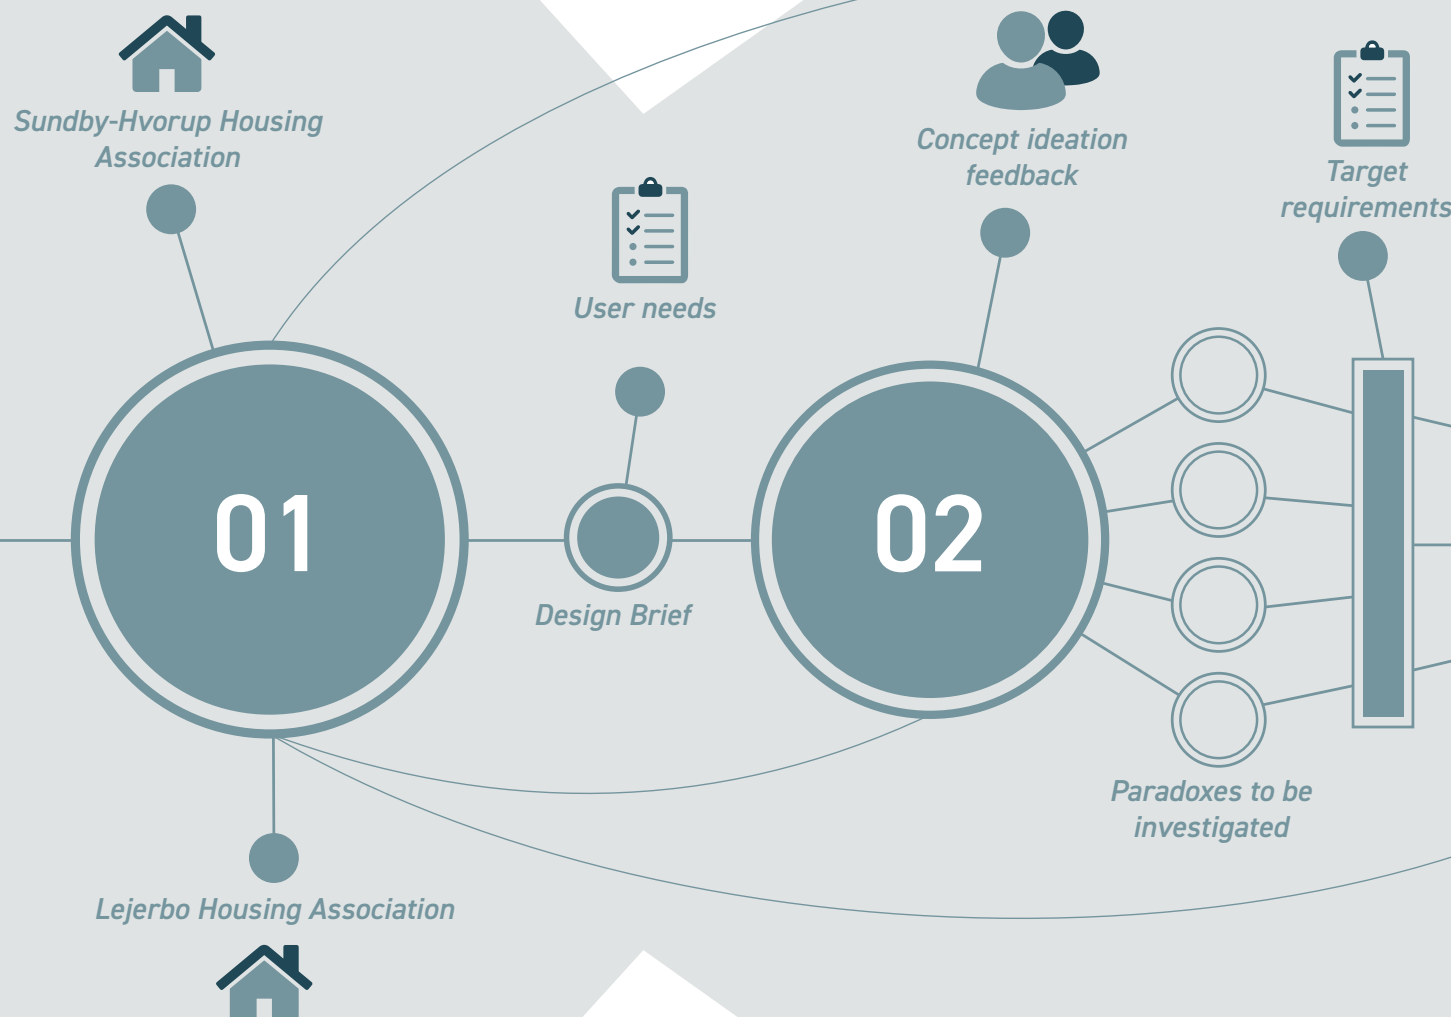 Sundby-Hvorup Housing
Association
Concept ideation
feedback
Target
requirements
User needs
01
02
Design Brief
Paradoxes to be
investigated
Lejerbo Housing Association